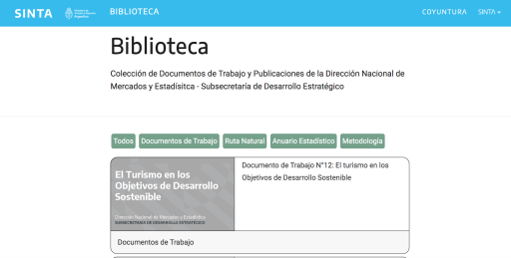 SINTA
Argentina
BIBLIOTECA
COYUNTURA
SINTA
Biblioteca
Colección de Documentos de Trabajo y Publicaciones de la Dirección Nacional de
Mercados y Estadísitca - Subsecretaría de Desarrollo Estratégico
Todos
Documentos de Trabajo
Ruta Natural
Anuario Estadístico
Metodología
El Turismo en los
Objetivos de Desarrollo
Sostenible
Dirección Nacional de Mercados y Estadística
SUBSECRETARÍA DE DESARROLLO ESTRATÉGICO
Documento de Trabajo N°12: El turismo en los
Objetivos de Desarrollo Sostenible
Documentos de Trabajo